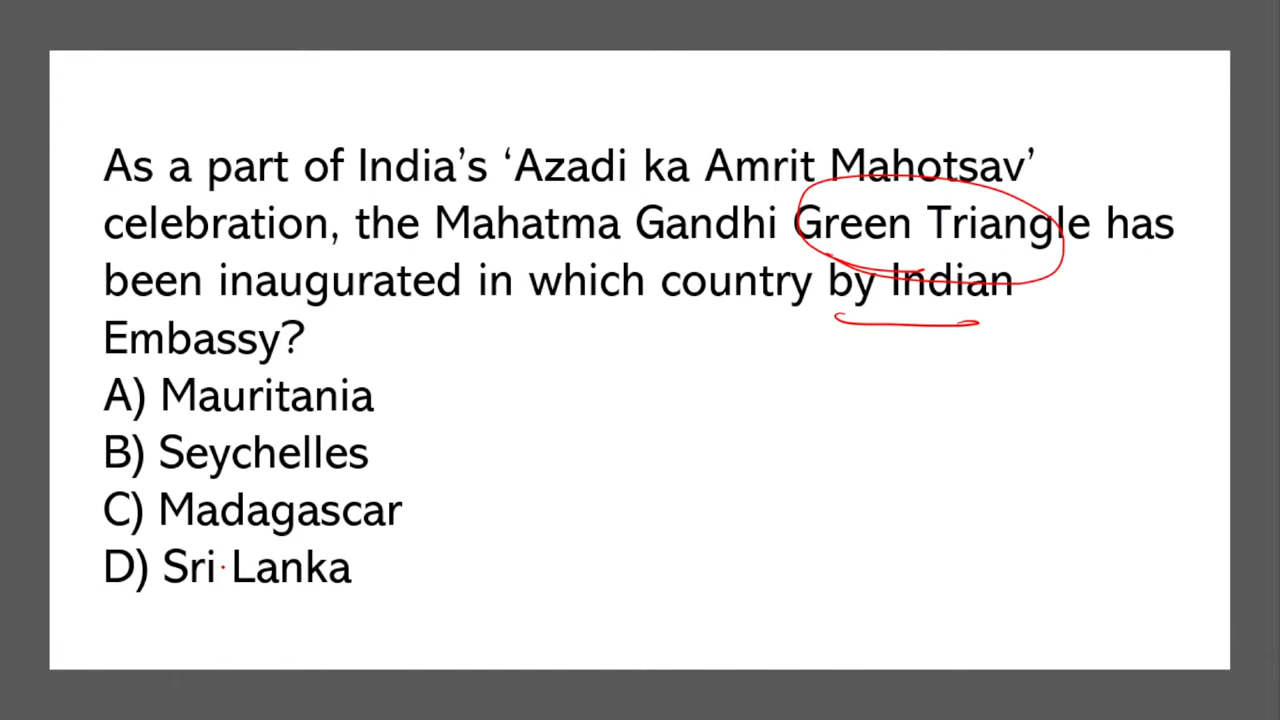 As a part of India’s ‘Azadi ka Amrit Mahotsav’
celebration, the Mahatma Gandhi Green Triangle has
been inaugurated in which country by Indian
Embassy?
A) Mauritania
B) Seychelles
C) Madagascar
D) Sri Lanka